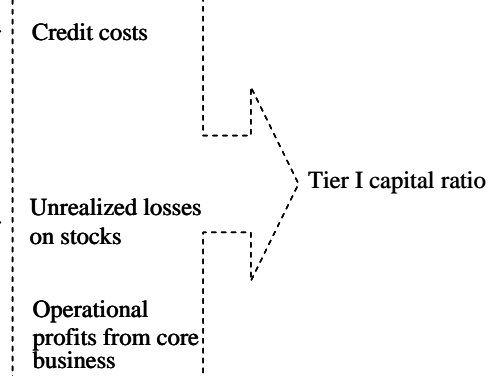 Credit costs
Tier I capital ratio
Unrealized losses
on stocks
Operational
profits from core
business